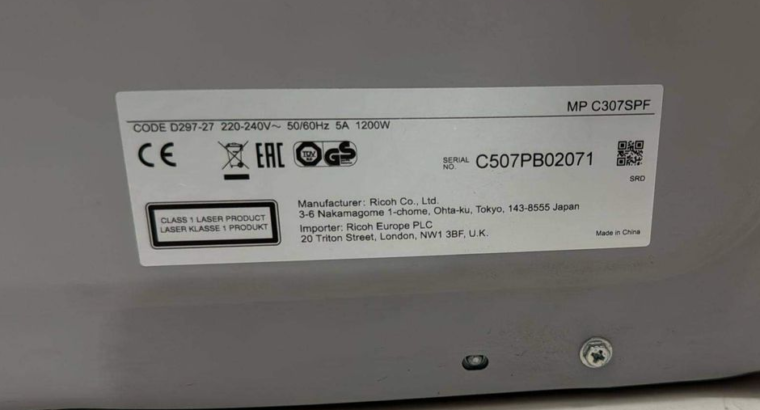 MP C307SPF
CODE D297-27 220-240V~ 50/60Hz 5A 1200W
CE EAC TÜV GS
SERIAL NO. C507PB02071
SRD
CLASS 1 LASER PRODUCT
LASER KLASSE 1 PRODUKT
Manufacturer: Ricoh Co., Ltd.
3-6 Nakamagome 1-chome, Ohta-ku, Tokyo, 143-8555 Japan
Importer: Ricoh Europe PLC
20 Triton Street, London, NW1 3BF, U.K.
Made in China